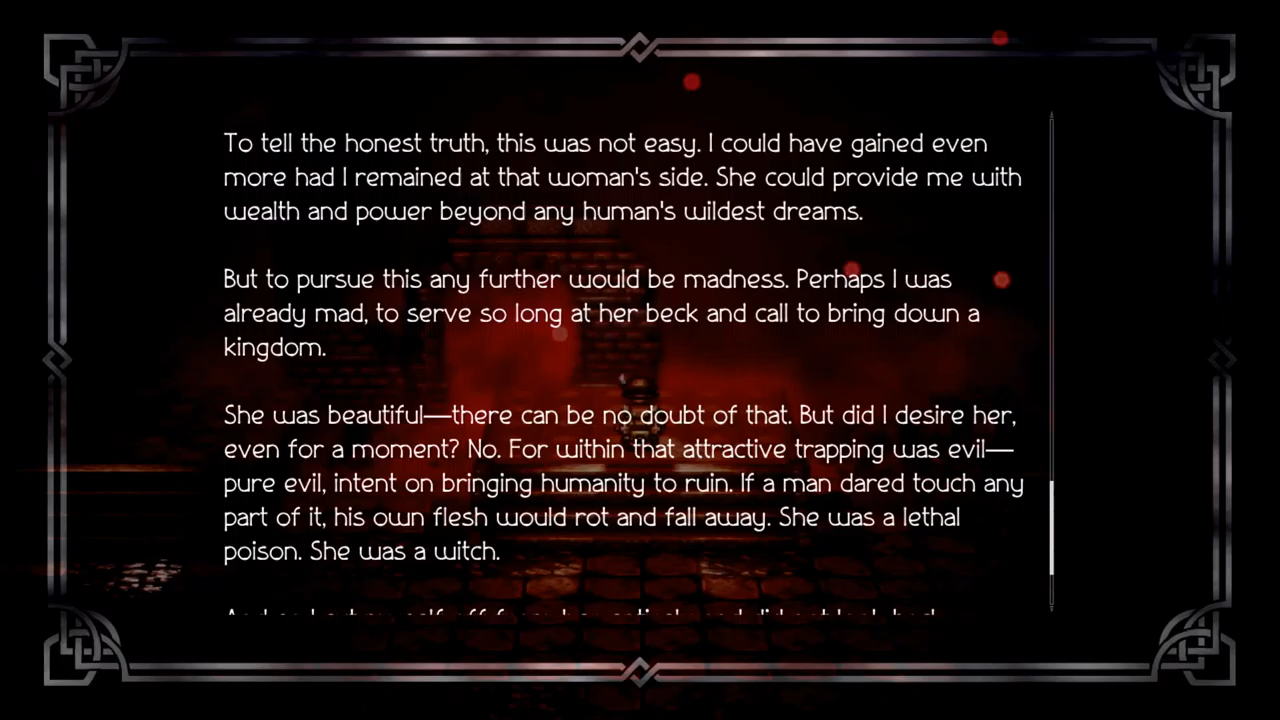 To tell the honest truth, this was not easy. I could have gained even
more had I remained at that woman's side. She could provide me with
wealth and power beyond any human's wildest dreams.
But to pursue this any further would be madness. Perhaps I was
already mad, to serve so long at her beck and call to bring down a
kingdom.
She was beautiful—there can be no doubt of that. But did I desire her,
even for a moment? No. For within that attractive trapping was evil—
pure evil, intent on bringing humanity to ruin. If a man dared touch any
part of it, his own flesh would rot and fall away. She was a lethal
poison. She was a witch.